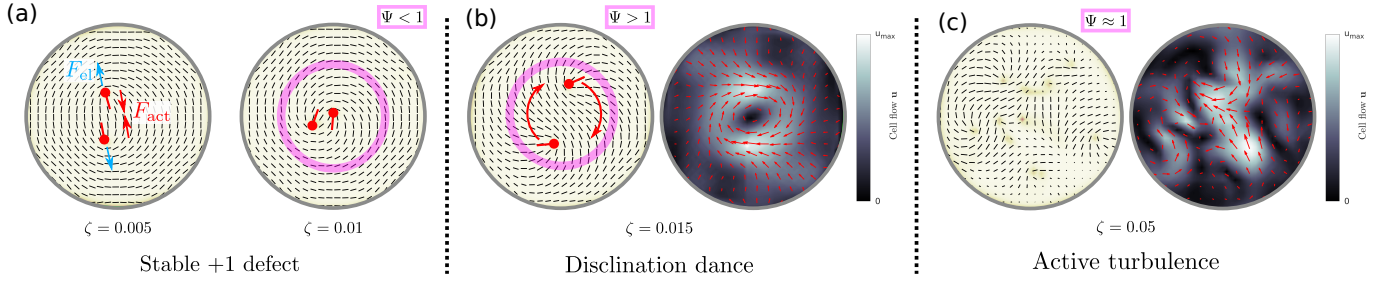 (a)
Ψ < 1
F_el
F_act
ζ = 0.005
ζ = 0.01
Stable +1 defect
(b)
Ψ > 1
u_max
Cell flow u
0
ζ = 0.015
Disclination dance
(c)
Ψ ≈ 1
u_max
Cell flow u
0
ζ = 0.05
Active turbulence